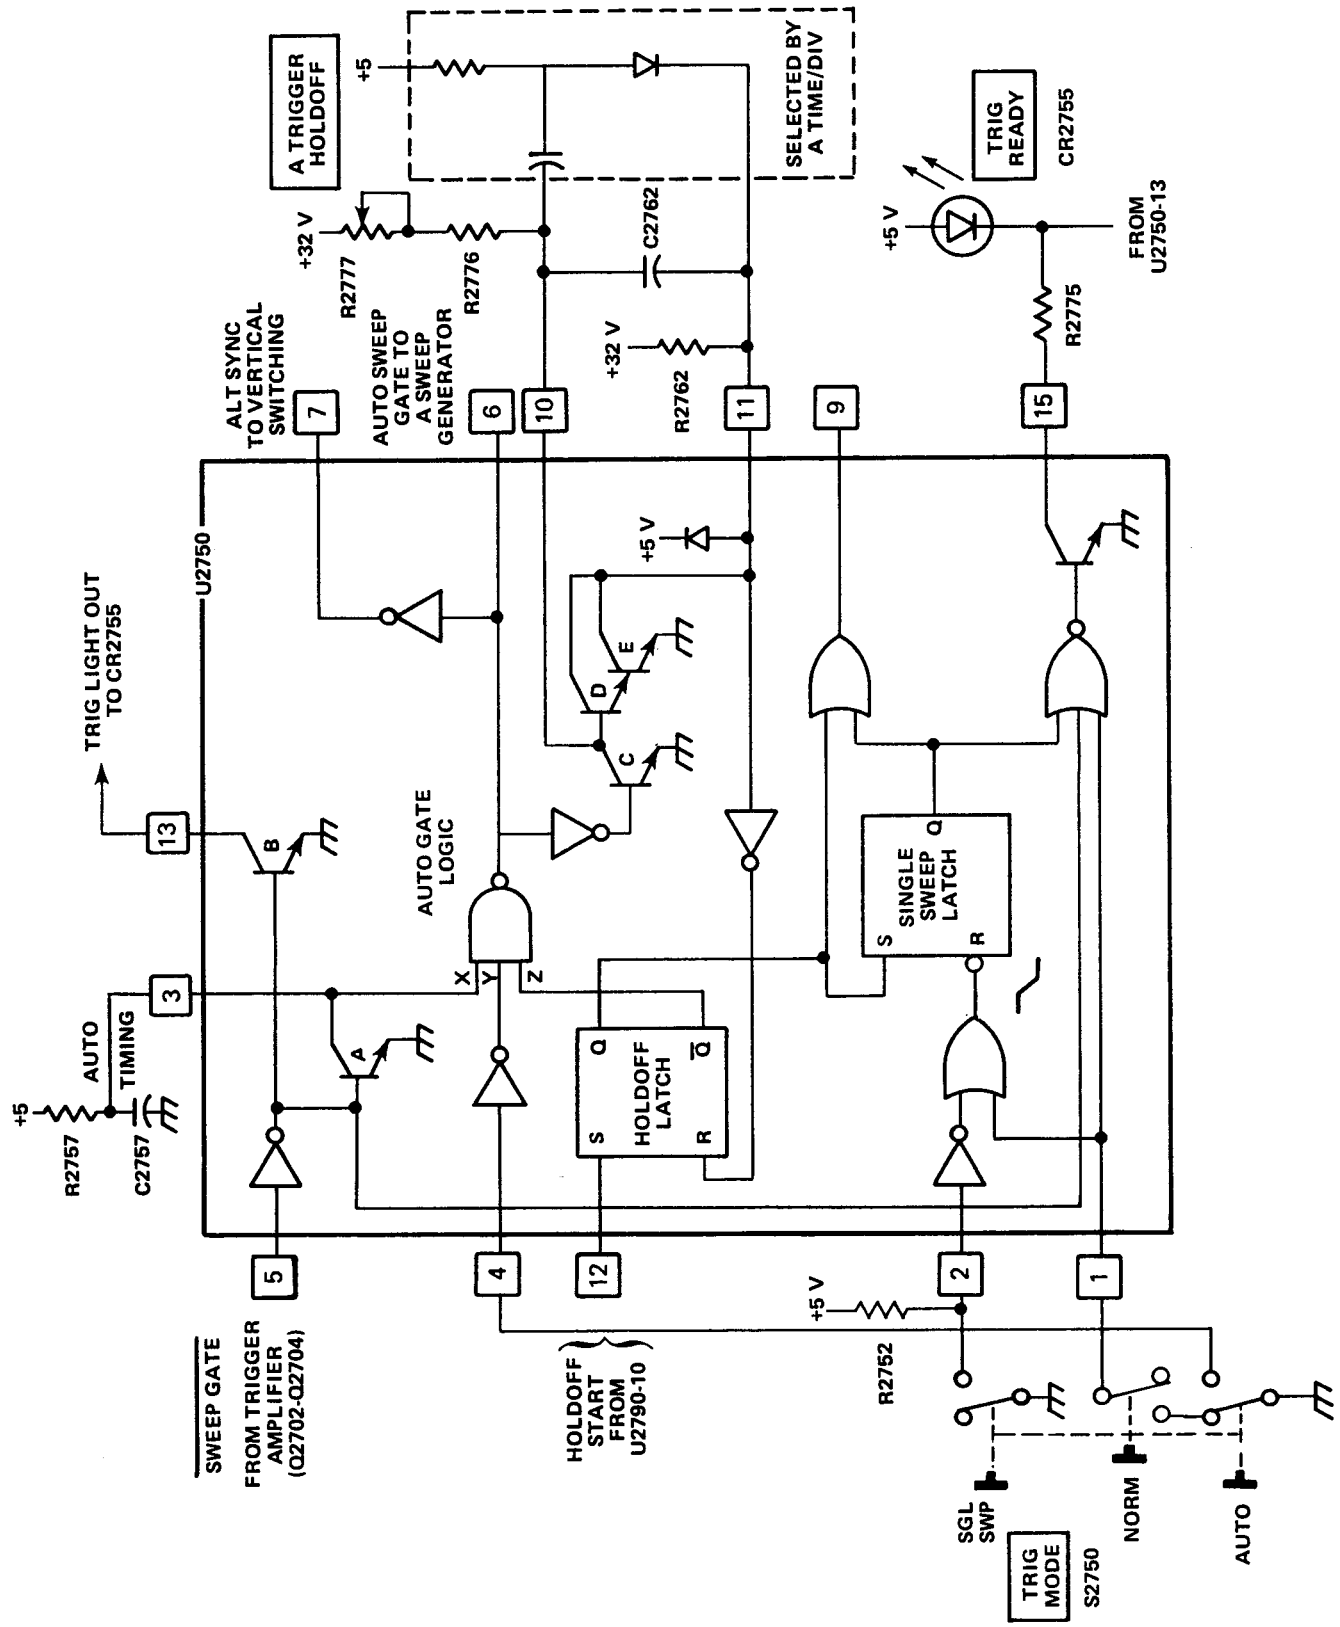 SWEEP GATE
FROM TRIGGER
AMPLIFIER
(Q2702-Q2704)
HOLDOFF
START
FROM
U2790-10
TRIG
MODE
S2750
SGL
SWP
NORM
AUTO
R2752
+5 V
5
4
12
2
1
+5
R2757
C2757
AUTO
TIMING
3
13
TRIG LIGHT OUT
TO CR2755
U2750
A
B
X
Y
Z
AUTO GATE
LOGIC
S
Q
HOLDOFF
LATCH
R
Q
C
D
E
+5 V
S
SINGLE
SWEEP
LATCH
R
Q
ALT SYNC
TO VERTICAL
SWITCHING
7
AUTO SWEEP
GATE TO
A SWEEP
GENERATOR
6
10
11
9
15
+32 V
R2777
R2776
A TRIGGER
HOLDOFF
+5
C2762
+32 V
R2762
SELECTED BY
A TIME/DIV
+5 V
TRIG
READY
CR2755
R2775
FROM
U2750-13